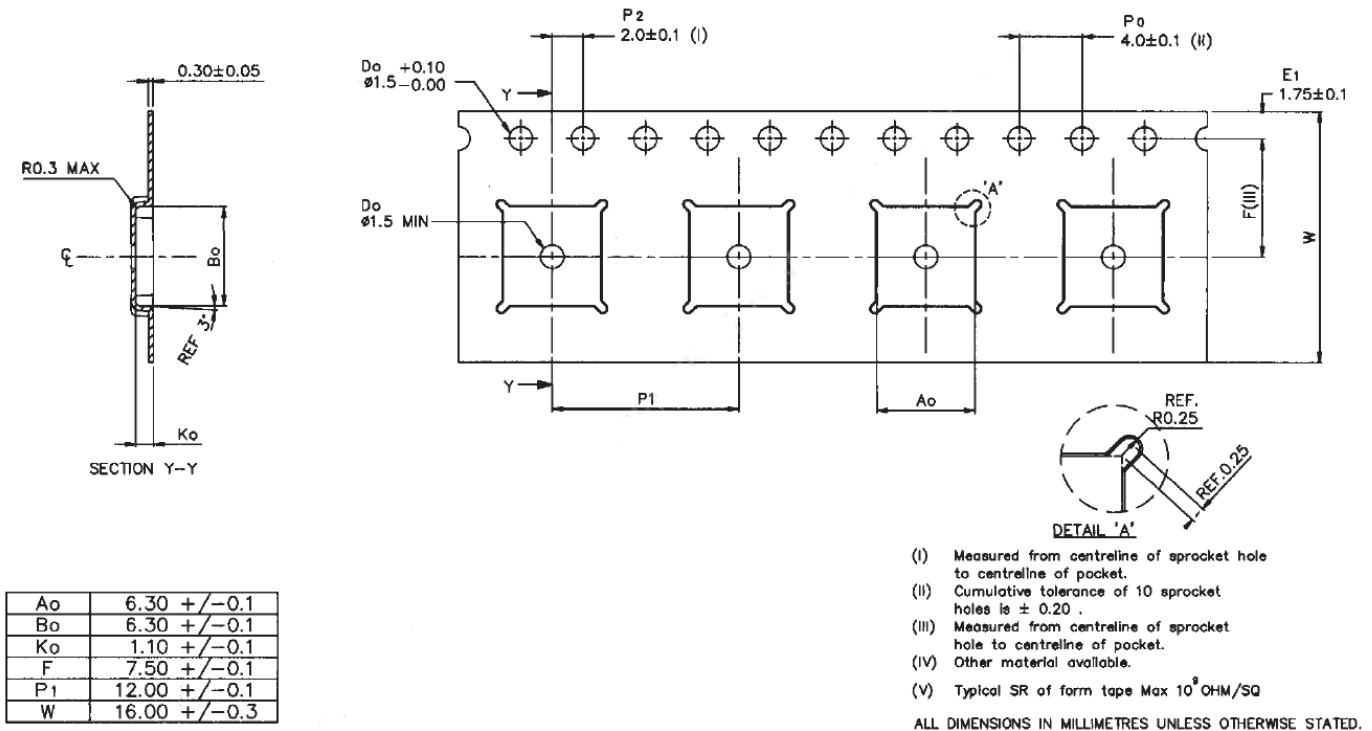 P2
2.0±0.1 (I)
Po
4.0±0.1 (II)
0.30±0.05
Do +0.10
ø1.5-0.00
Y
E1
1.75±0.1
R0.3 MAX
'A'
Do
ø1.5 MIN
F(III)
W
℄
Bo
REF 3°
Y
P1
Ao
Ko
SECTION Y-Y
REF.
R0.25
REF.0.25
DETAIL 'A'
(I) Measured from centreline of sprocket hole
to centreline of pocket.
(II) Cumulative tolerance of 10 sprocket
holes is ± 0.20 .
(III) Measured from centreline of sprocket
hole to centreline of pocket.
(IV) Other material available.
(V) Typical SR of form tape Max 10⁹ OHM/SQ
ALL DIMENSIONS IN MILLIMETRES UNLESS OTHERWISE STATED.
Ao 6.30 +/-0.1
Bo 6.30 +/-0.1
Ko 1.10 +/-0.1
F 7.50 +/-0.1
P1 12.00 +/-0.1
W 16.00 +/-0.3